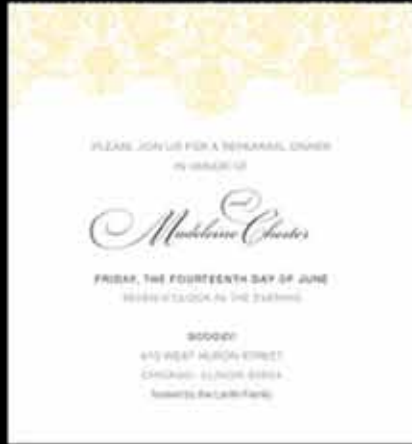 PLEASE JOIN US FOR A REHEARSAL DINNER
IN HONOR OF
Madeleine and Chester
FRIDAY, THE FOURTEENTH DAY OF JUNE
SEVEN O'CLOCK IN THE EVENING
WEST HURON STREET
CHICAGO, ILLINOIS
hosted by the Family